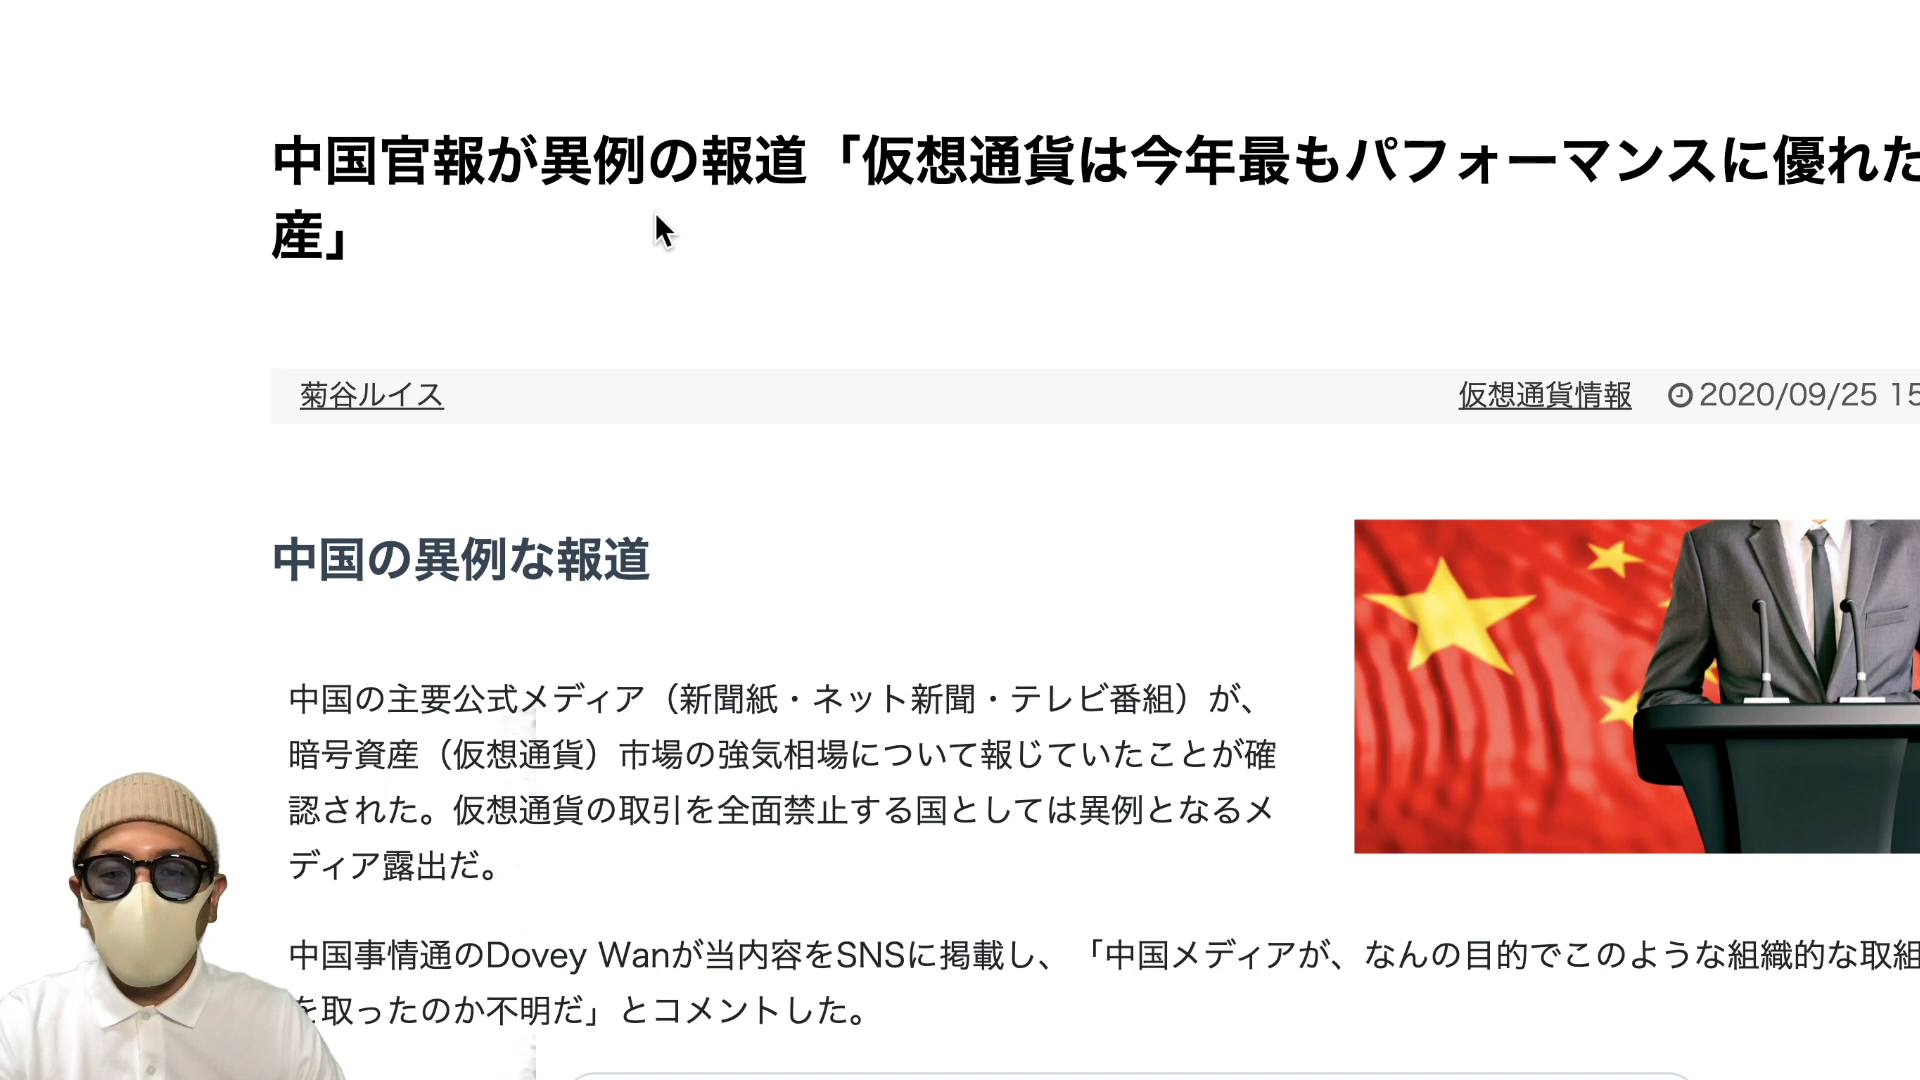 中国官報が異例の報道「仮想通貨は今年最もパフォーマンスに優れた
産」
菊谷ルイス
仮想通貨情報 2020/09/25 15
中国の異例な報道
中国の主要公式メディア（新聞紙・ネット新聞・テレビ番組）が、
暗号資産（仮想通貨）市場の強気相場について報じていたことが確
認された。仮想通貨の取引を全面禁止する国としては異例となるメ
ディア露出だ。
中国事情通のDovey Wanが当内容をSNSに掲載し、「中国メディアが、なんの目的でこのような組織的な取組
を取ったのか不明だ」とコメントした。